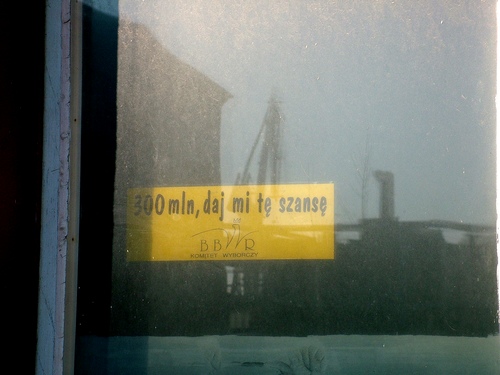 300 mln, daj mi tę szansę
BBWR
KOMITET WYBORCZY